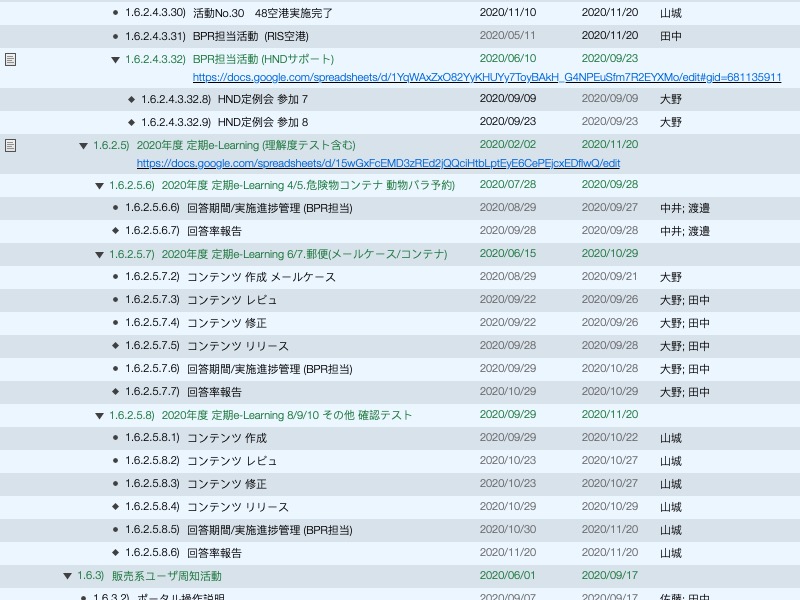 1.6.2.4.3.30) 活動No.30 48空港実施完了 2020/11/10 2020/11/20 山城
1.6.2.4.3.31) BPR担当活動 (RIS空港) 2020/05/11 2020/11/20 田中
1.6.2.4.3.32) BPR担当活動 (HNDサポート) 2020/06/10 2020/09/23
https://docs.google.com/spreadsheets/d/1YqWAxZxO82YyKHUYy7ToyBAkH_G4NPEuSfm7R2EYXMo/edit#gid=681135911
1.6.2.4.3.32.8) HND定例会 参加 7 2020/09/09 2020/09/09 大野
1.6.2.4.3.32.9) HND定例会 参加 8 2020/09/23 2020/09/23 大野
1.6.2.5) 2020年度 定期e-Learning (理解度テスト含む) 2020/02/02 2020/11/20
https://docs.google.com/spreadsheets/d/15wGxFcEMD3zREd2jQQciHtbLptEyE6CePEjcxEDflwQ/edit
1.6.2.5.6) 2020年度 定期e-Learning 4/5.危険物コンテナ 動物バラ予約) 2020/07/28 2020/09/28
1.6.2.5.6.6) 回答期間/実施進捗管理 (BPR担当) 2020/08/29 2020/09/27 中井; 渡邉
1.6.2.5.6.7) 回答率報告 2020/09/28 2020/09/28 中井; 渡邉
1.6.2.5.7) 2020年度 定期e-Learning 6/7.郵便(メールケース/コンテナ) 2020/06/15 2020/10/29
1.6.2.5.7.2) コンテンツ 作成 メールケース 2020/08/29 2020/09/21 大野
1.6.2.5.7.3) コンテンツ レビュ 2020/09/22 2020/09/26 大野; 田中
1.6.2.5.7.4) コンテンツ 修正 2020/09/22 2020/09/26 大野; 田中
1.6.2.5.7.5) コンテンツ リリース 2020/09/28 2020/09/28 大野; 田中
1.6.2.5.7.6) 回答期間/実施進捗管理 (BPR担当) 2020/09/29 2020/10/28 大野; 田中
1.6.2.5.7.7) 回答率報告 2020/10/29 2020/10/29 大野; 田中
1.6.2.5.8) 2020年度 定期e-Learning 8/9/10 その他 確認テスト 2020/09/29 2020/11/20
1.6.2.5.8.1) コンテンツ 作成 2020/09/29 2020/10/22 山城
1.6.2.5.8.2) コンテンツ レビュ 2020/10/23 2020/10/27 山城
1.6.2.5.8.3) コンテンツ 修正 2020/10/23 2020/10/27 山城
1.6.2.5.8.4) コンテンツ リリース 2020/10/29 2020/10/29 山城
1.6.2.5.8.5) 回答期間/実施進捗管理 (BPR担当) 2020/10/30 2020/11/20 山城
1.6.2.5.8.6) 回答率報告 2020/11/20 2020/11/20 山城
1.6.3) 販売系ユーザ周知活動 2020/06/01 2020/09/17
1.6.3.2) ポータル操作説明 2020/09/07 2020/09/17 佐藤; 田中